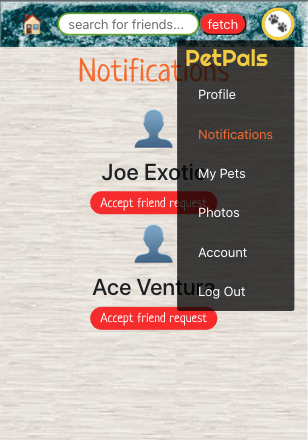 search for friends...
fetch
PetPals
Notifications
Profile
Notifications
Joe Exotic
My Pets
Accept friend request
Photos
Account
Ace Ventura
Log Out
Accept friend request